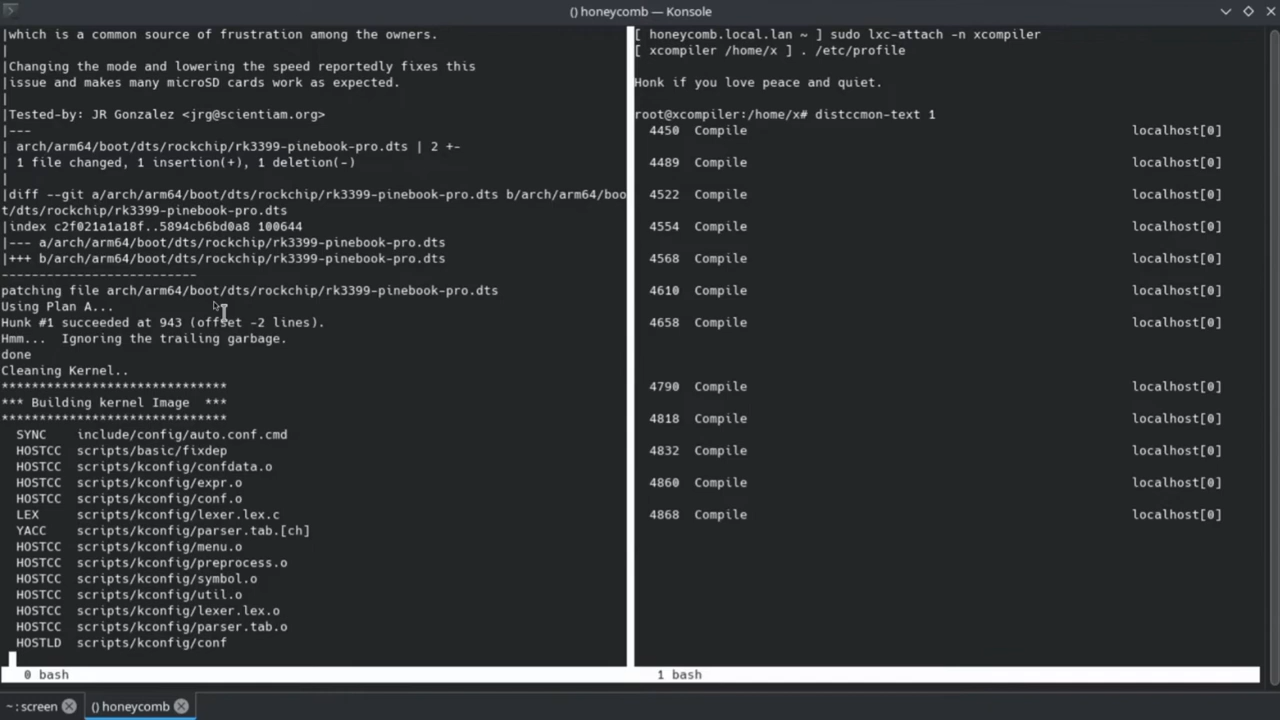 () honeycomb — Konsole
|which is a common source of frustration among the owners.
|
|Changing the mode and lowering the speed reportedly fixes this
|issue and makes many microSD cards work as expected.
|
|Tested-by: JR Gonzalez <jrg@scientiam.org>
|---
| arch/arm64/boot/dts/rockchip/rk3399-pinebook-pro.dts | 2 +-
| 1 file changed, 1 insertion(+), 1 deletion(-)
|
|diff --git a/arch/arm64/boot/dts/rockchip/rk3399-pinebook-pro.dts b/arch/arm64/boo
t/dts/rockchip/rk3399-pinebook-pro.dts
|index c2f021a1a18f..5894cb6bd0a8 100644
|--- a/arch/arm64/boot/dts/rockchip/rk3399-pinebook-pro.dts
|+++ b/arch/arm64/boot/dts/rockchip/rk3399-pinebook-pro.dts
--------------------------
patching file arch/arm64/boot/dts/rockchip/rk3399-pinebook-pro.dts
Using Plan A...
Hunk #1 succeeded at 943 (offset -2 lines).
Hmm...  Ignoring the trailing garbage.
done
Cleaning Kernel..
******************************
*** Building kernel Image  ***
******************************
  SYNC    include/config/auto.conf.cmd
  HOSTCC  scripts/basic/fixdep
  HOSTCC  scripts/kconfig/confdata.o
  HOSTCC  scripts/kconfig/expr.o
  HOSTCC  scripts/kconfig/conf.o
  LEX     scripts/kconfig/lexer.lex.c
  YACC    scripts/kconfig/parser.tab.[ch]
  HOSTCC  scripts/kconfig/menu.o
  HOSTCC  scripts/kconfig/preprocess.o
  HOSTCC  scripts/kconfig/symbol.o
  HOSTCC  scripts/kconfig/util.o
  HOSTCC  scripts/kconfig/lexer.lex.o
  HOSTCC  scripts/kconfig/parser.tab.o
  HOSTLD  scripts/kconfig/conf
0 bash
[ honeycomb.local.lan ~ ] sudo lxc-attach -n xcompiler
[ xcompiler /home/x ] . /etc/profile
Honk if you love peace and quiet.
root@xcompiler:/home/x# distccmon-text 1
4450  Compile  localhost[0]
4489  Compile  localhost[0]
4522  Compile  localhost[0]
4554  Compile  localhost[0]
4568  Compile  localhost[0]
4610  Compile  localhost[0]
4658  Compile  localhost[0]
4790  Compile  localhost[0]
4818  Compile  localhost[0]
4832  Compile  localhost[0]
4860  Compile  localhost[0]
4868  Compile  localhost[0]
1 bash
~ : screen
() honeycomb